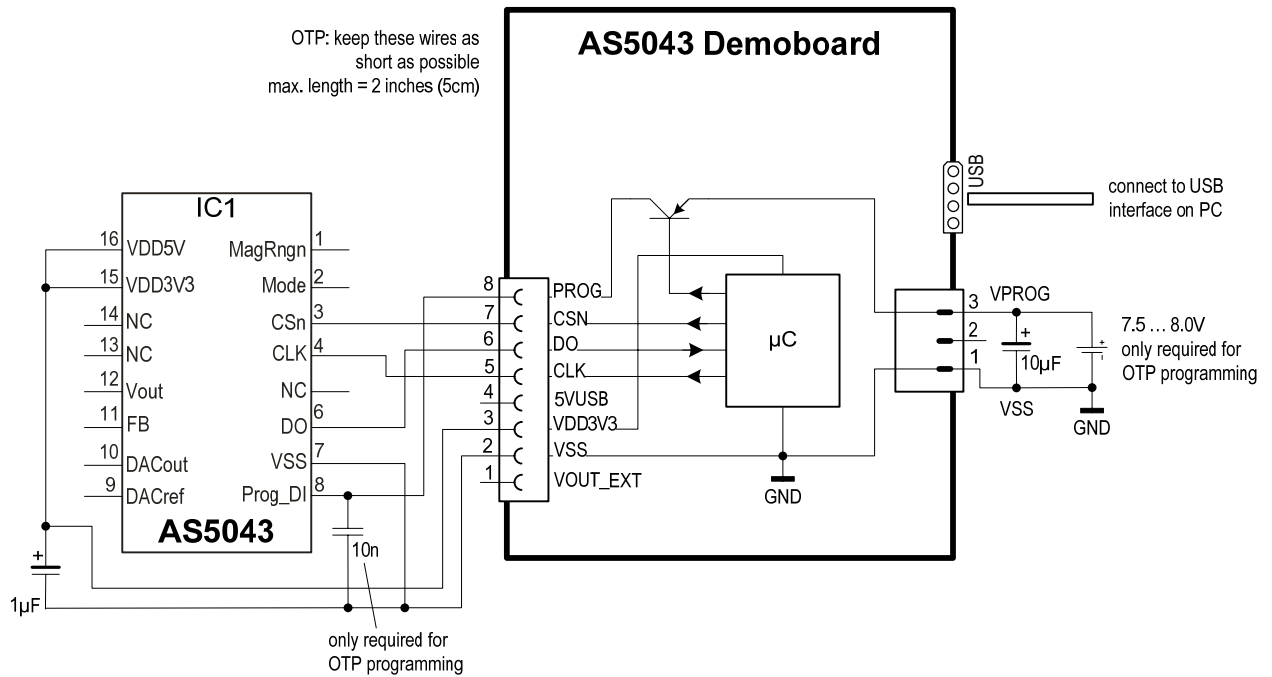 OTP: keep these wires as
short as possible
max. length = 2 inches (5cm)
AS5043 Demoboard
USB
connect to USB
interface on PC
IC1
16 VDD5V
MagRngn 1
15 VDD3V3
Mode 2
14 NC
CSn 3
13 NC
CLK 4
12 Vout
NC
11 FB
DO 6
10 DACout
VSS 7
9 DACref
Prog_DI 8
AS5043
1µF
+
10n
only required for
OTP programming
8 PROG
7 CSN
6 DO
5 CLK
4 5VUSB
3 VDD3V3
2 VSS
1 VOUT_EXT
µC
GND
3 VPROG
2
1
+
10µF
VSS
+
-
GND
7.5 ... 8.0V
only required for
OTP programming